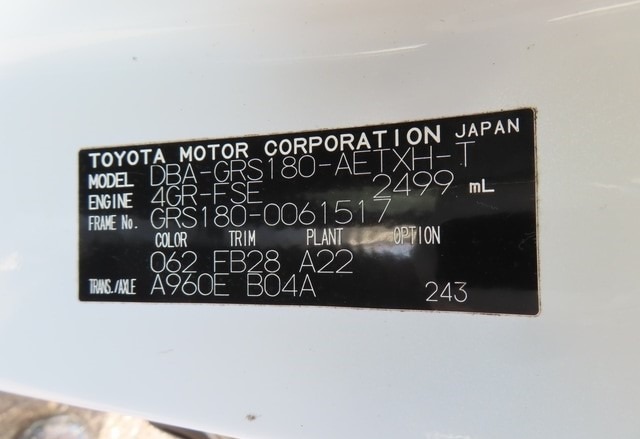 TOYOTA MOTOR CORPORATION JAPAN
MODEL DBA-GRS180-AETXH-T
ENGINE 4GR-FSE 2499 mL
FRAME No. GRS180-0061517
COLOR TRIM PLANT OPTION
062 FB28 A22
TRANS./AXLE A960E B04A 243